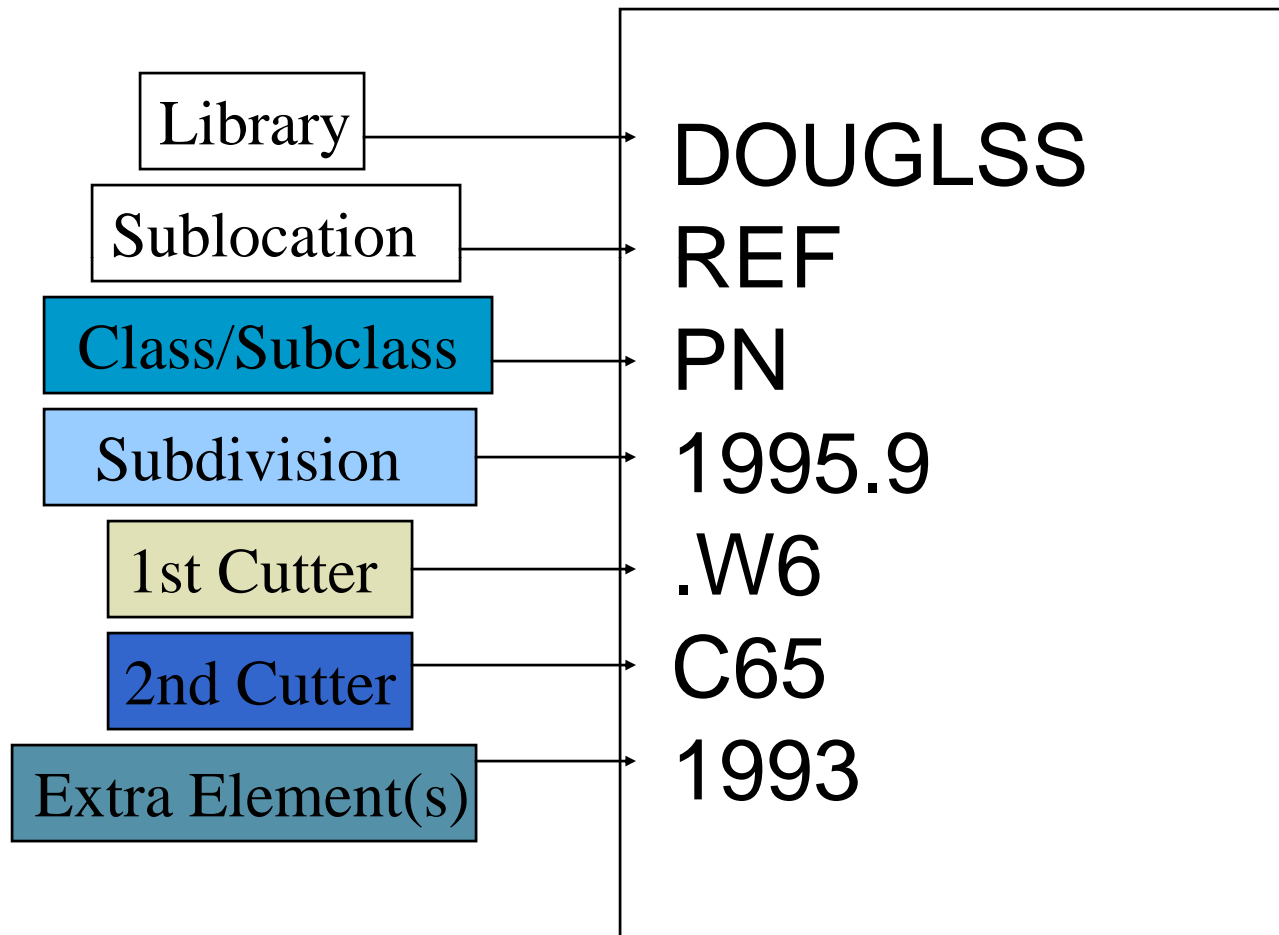 Library DOUGLSS
Sublocation REF
Class/Subclass PN
Subdivision 1995.9
1st Cutter .W6
2nd Cutter C65
Extra Element(s) 1993